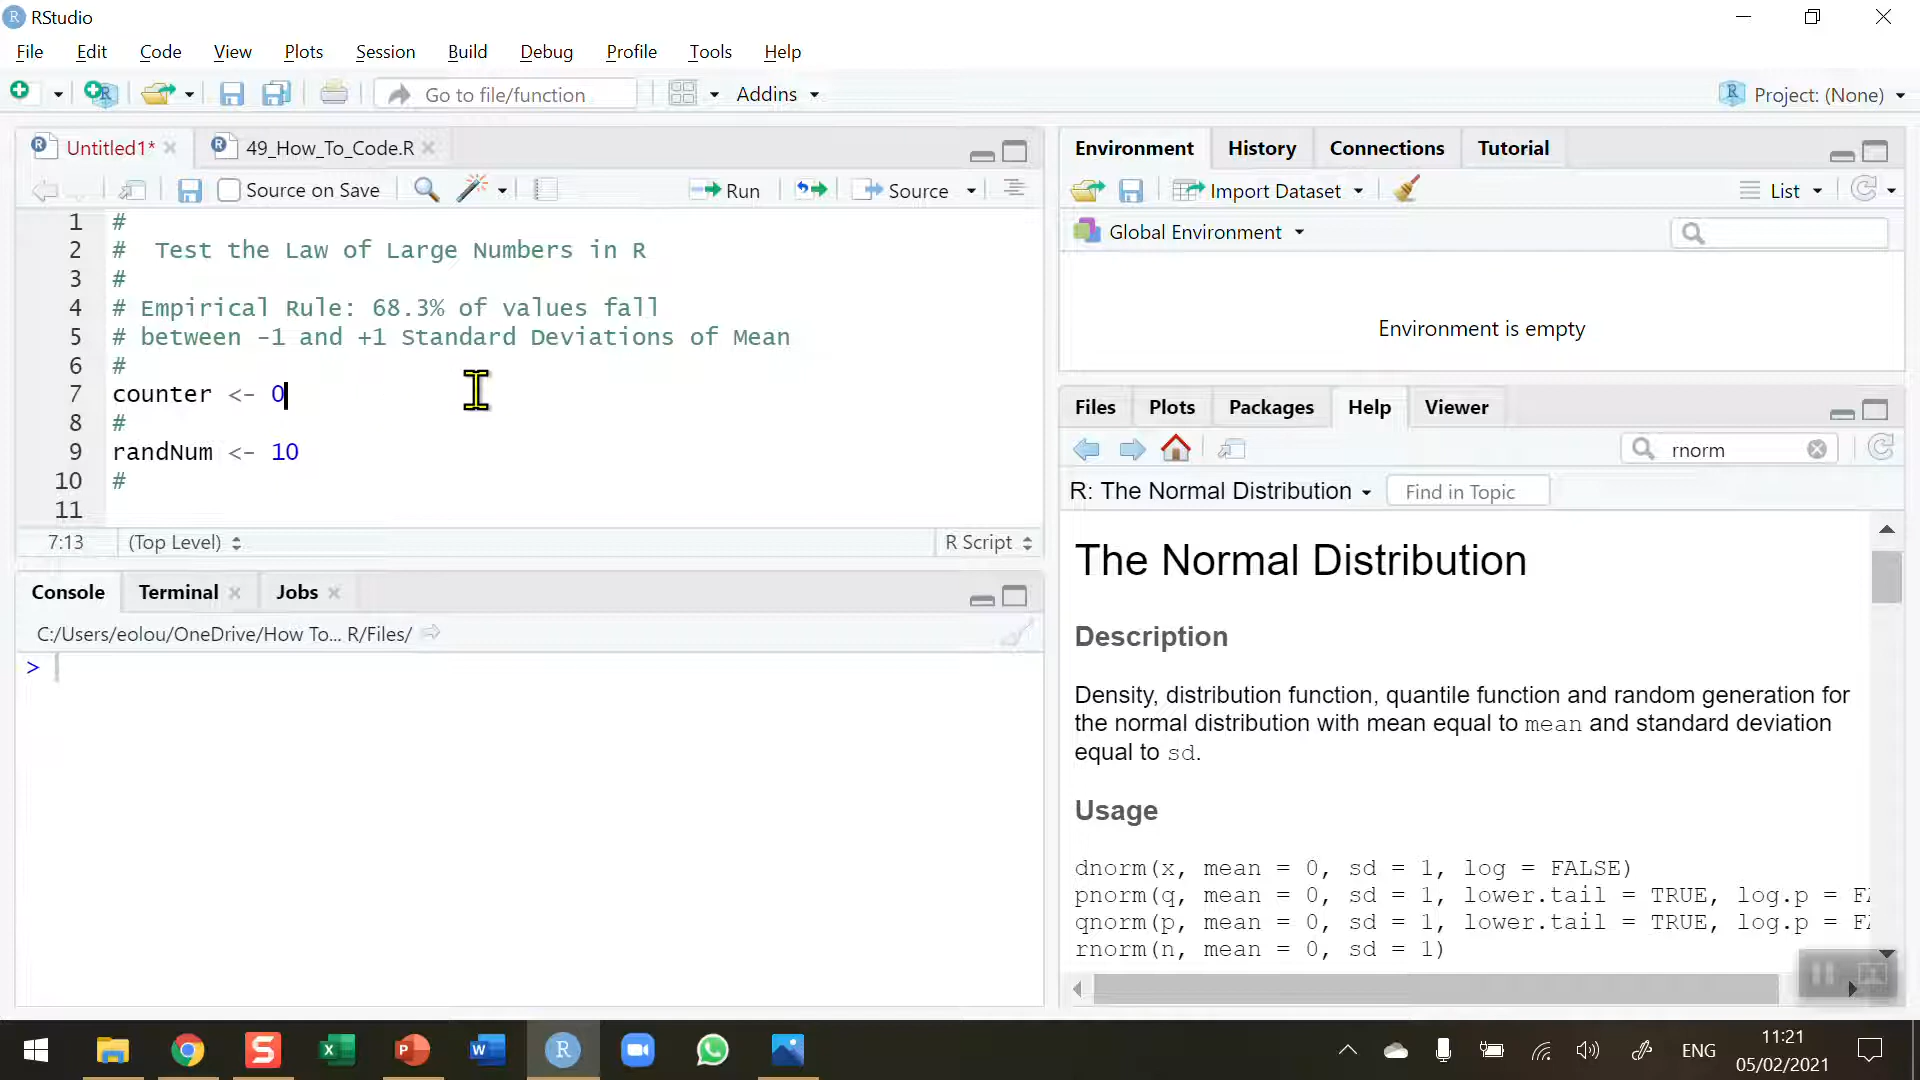 RStudio
File Edit Code View Plots Session Build Debug Profile Tools Help
Go to file/function Addins Project: (None)
Untitled1* 49_How_To_Code.R
Source on Save Run Source
1 #
2 #  Test the Law of Large Numbers in R
3 #
4 # Empirical Rule: 68.3% of values fall
5 # between -1 and +1 Standard Deviations of Mean
6 #
7 counter <- 0
8 #
9 randNum <- 10
10 #
11
7:13 (Top Level) R Script
Console Terminal Jobs
C:/Users/eolou/OneDrive/How To... R/Files/
>
Environment History Connections Tutorial
Import Dataset List
Global Environment
Environment is empty
Files Plots Packages Help Viewer
rnorm
R: The Normal Distribution Find in Topic
The Normal Distribution
Description
Density, distribution function, quantile function and random generation for
the normal distribution with mean equal to mean and standard deviation
equal to sd.
Usage
dnorm(x, mean = 0, sd = 1, log = FALSE)
pnorm(q, mean = 0, sd = 1, lower.tail = TRUE, log.p = FA
qnorm(p, mean = 0, sd = 1, lower.tail = TRUE, log.p = FA
rnorm(n, mean = 0, sd = 1)
ENG 11:21
05/02/2021